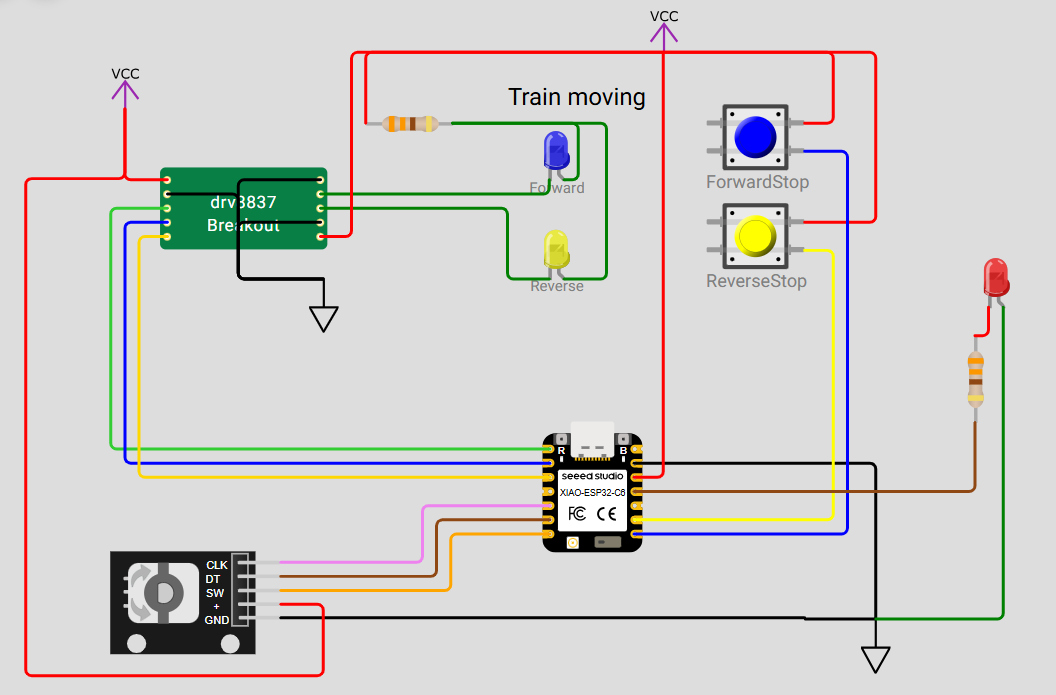 VCC
VCC
Train moving
Forward
ForwardStop
drv8837
Breakout
Reverse
ReverseStop
R
B
seeed studio
XIAO-ESP32-C6
FC CE
CLK
DT
SW
+
GND